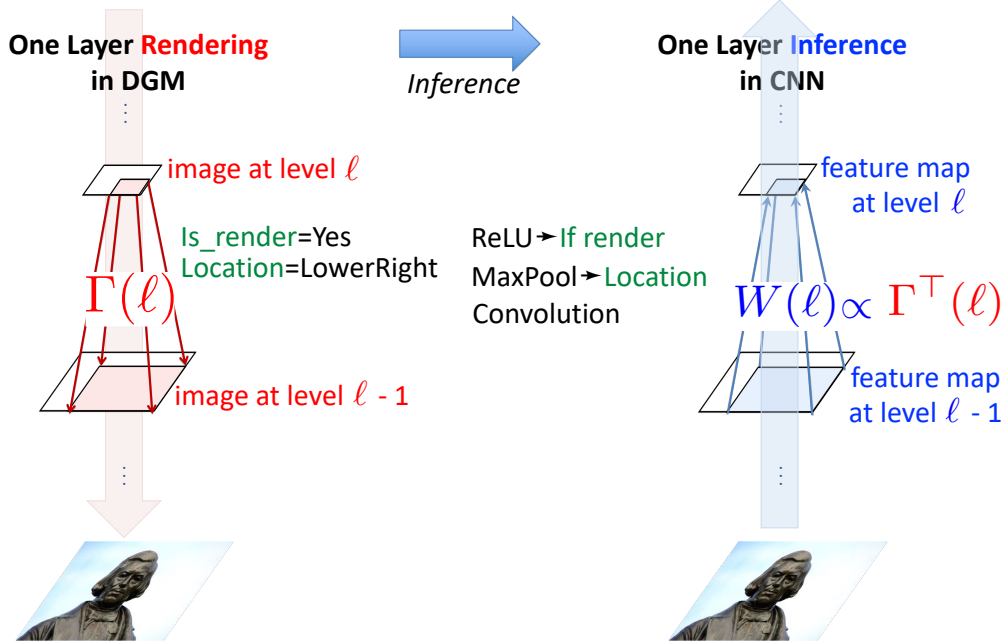 One Layer Rendering
in DGM
Inference
One Layer Inference
in CNN
⋮
⋮
image at level ℓ
feature map
at level ℓ
Is_render=Yes
Location=LowerRight
ReLU→If render
MaxPool→Location
Convolution
Γ(ℓ)
W(ℓ)∝ Γ⊤(ℓ)
image at level ℓ - 1
feature map
at level ℓ - 1
⋮
⋮